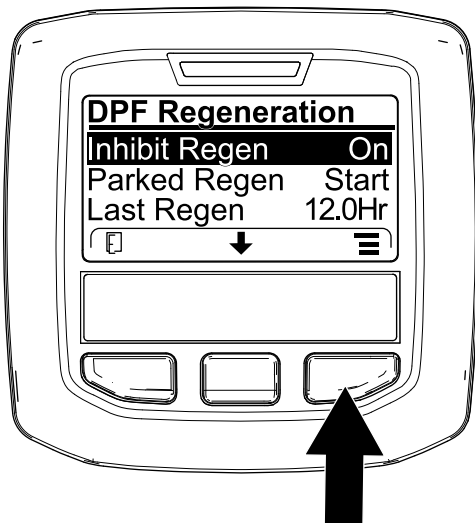 DPF Regeneration
Inhibit Regen On
Parked Regen Start
Last Regen 12.0Hr